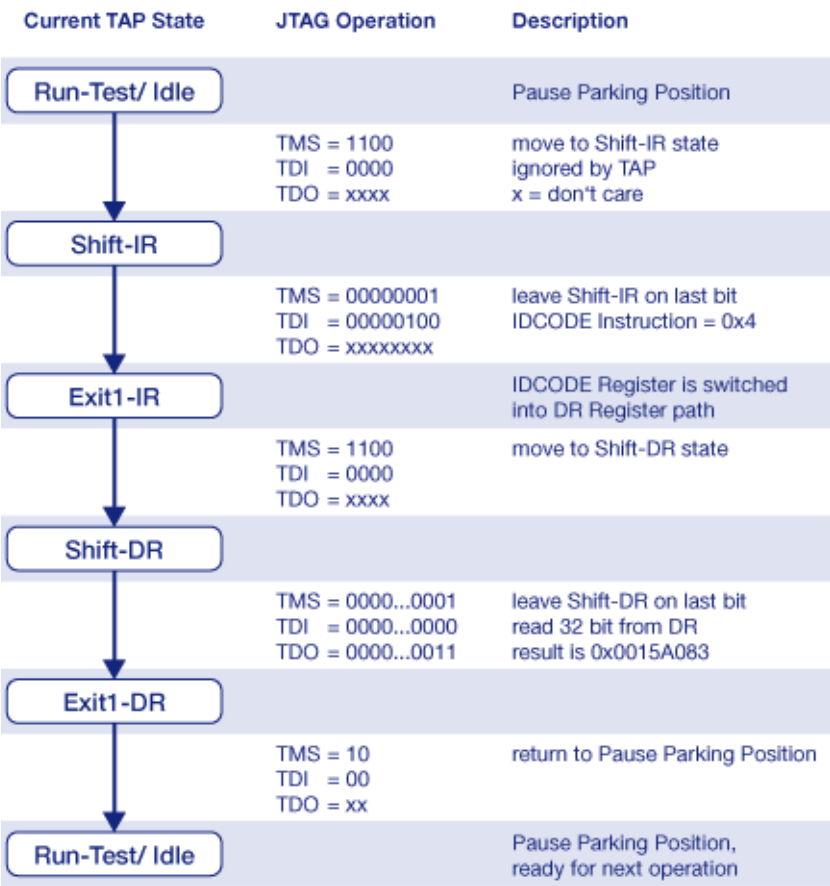 Current TAP State JTAG Operation Description
Run-Test/ Idle Pause Parking Position
TMS = 1100 move to Shift-IR state
TDI = 0000 ignored by TAP
TDO = xxxx x = don't care
Shift-IR
TMS = 00000001 leave Shift-IR on last bit
TDI = 00000100 IDCODE Instruction = 0x4
TDO = xxxxxxxx
Exit1-IR IDCODE Register is switched
into DR Register path
TMS = 1100 move to Shift-DR state
TDI = 0000
TDO = xxxx
Shift-DR
TMS = 0000...0001 leave Shift-DR on last bit
TDI = 0000...0000 read 32 bit from DR
TDO = 0000...0011 result is 0x0015A083
Exit1-DR
TMS = 10 return to Pause Parking Position
TDI = 00
TDO = xx
Run-Test/ Idle Pause Parking Position,
ready for next operation